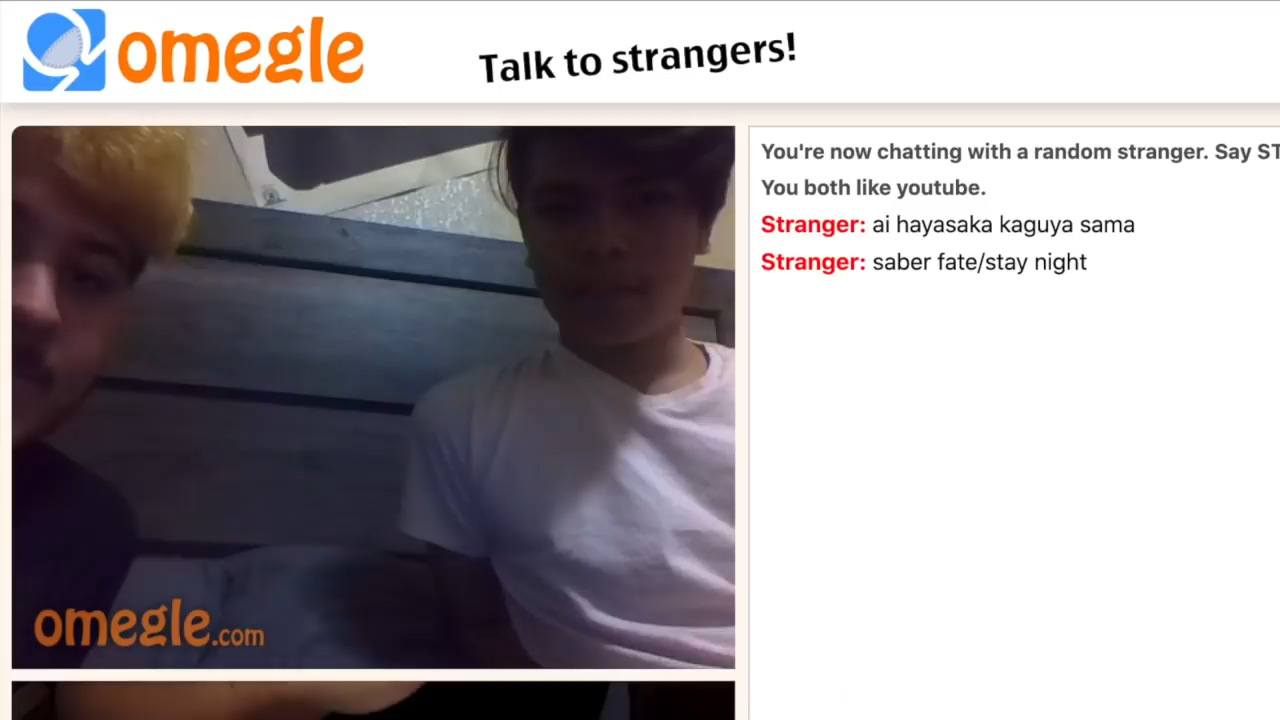 omegle
Talk to strangers!
You're now chatting with a random stranger. Say ST
You both like youtube.
Stranger: ai hayasaka kaguya sama
Stranger: saber fate/stay night
omegle.com